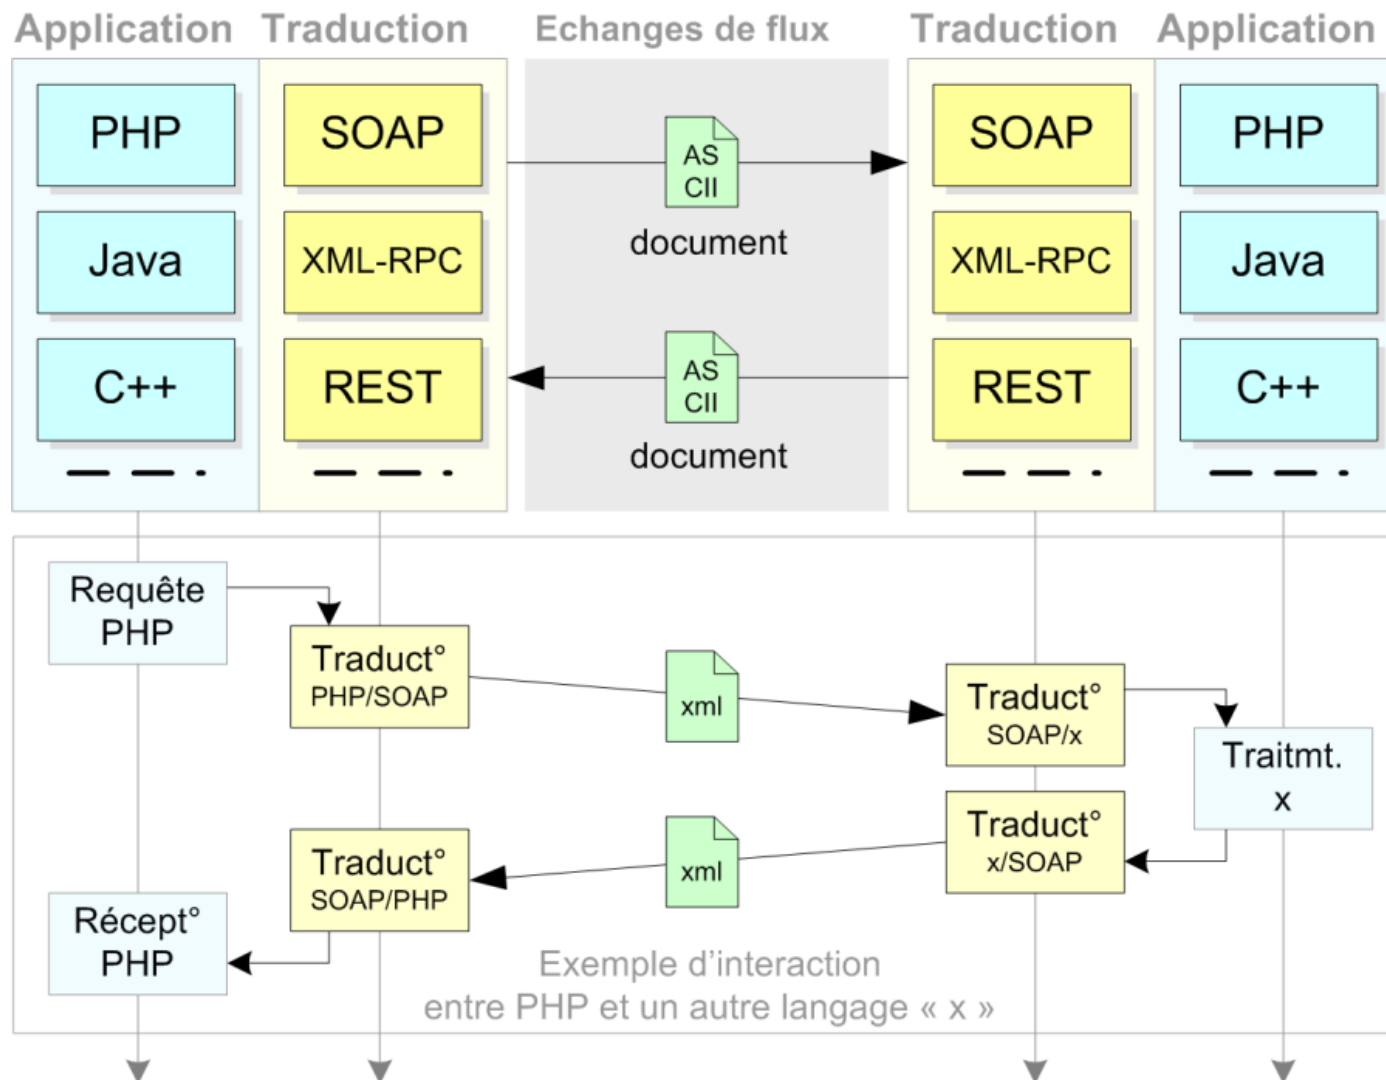 Application Traduction Echanges de flux Traduction Application
PHP SOAP AS SOAP PHP
CII
document
Java XML-RPC XML-RPC Java
C++ REST AS REST C++
CII
document
Requête
PHP
Traduct°
PHP/SOAP
xml
Traduct°
SOAP/x
Traitmt.
x
Traduct°
x/SOAP
xml
Traduct°
SOAP/PHP
Récept°
PHP
Exemple d’interaction
entre PHP et un autre langage « x »